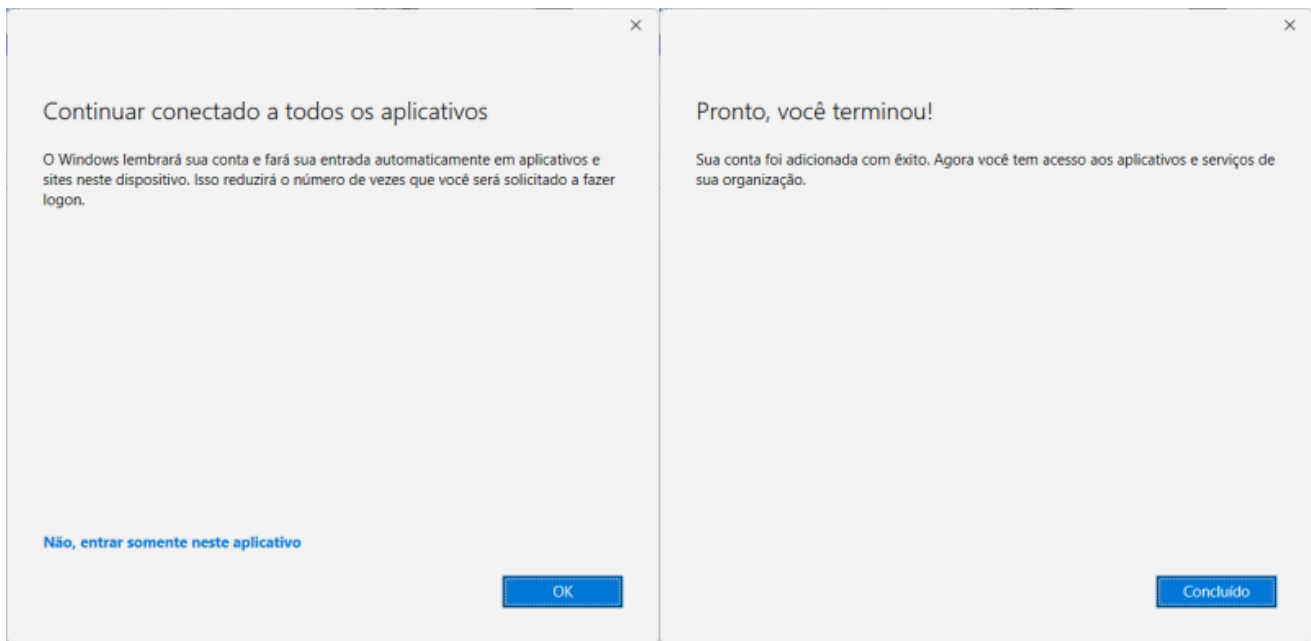 Continuar conectado a todos os aplicativos
O Windows lembrará sua conta e fará sua entrada automaticamente em aplicativos e
sites neste dispositivo. Isso reduzirá o número de vezes que você será solicitado a fazer
logon.
Não, entrar somente neste aplicativo
OK
Pronto, você terminou!
Sua conta foi adicionada com êxito. Agora você tem acesso aos aplicativos e serviços de
sua organização.
Concluído